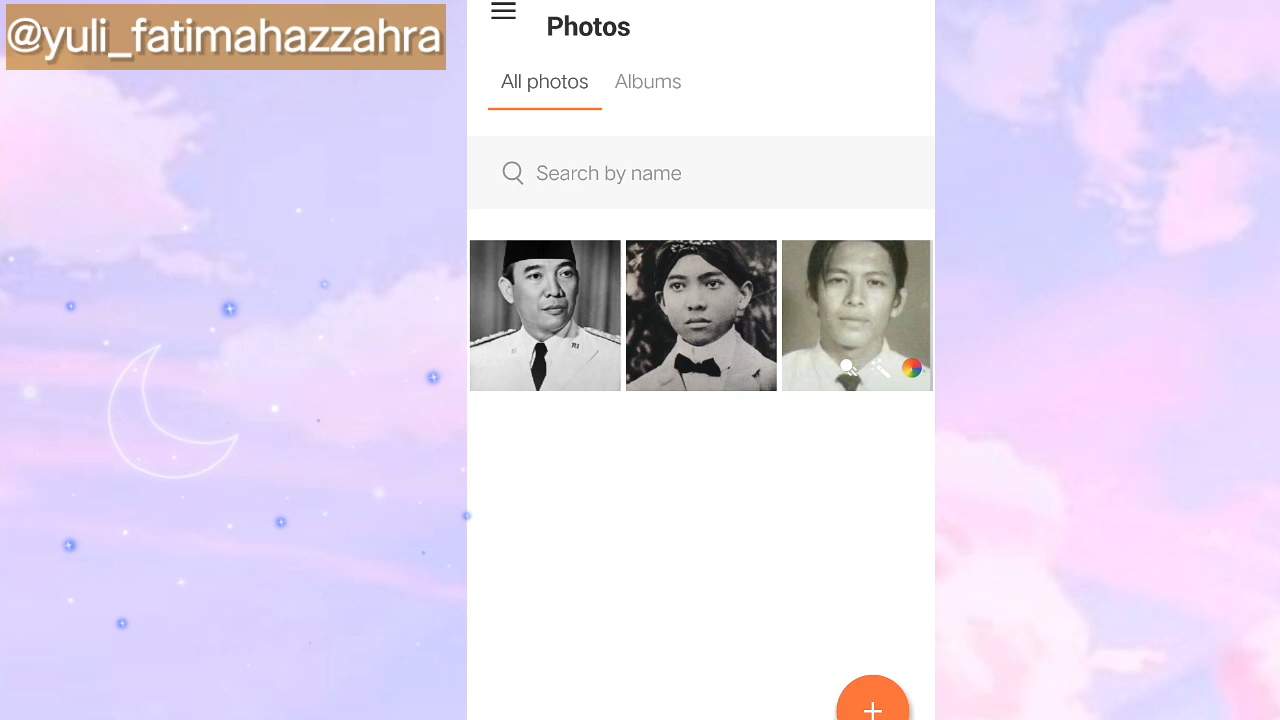 @yuli_fatimahazzahra
Photos
All photos
Albums
Search by name